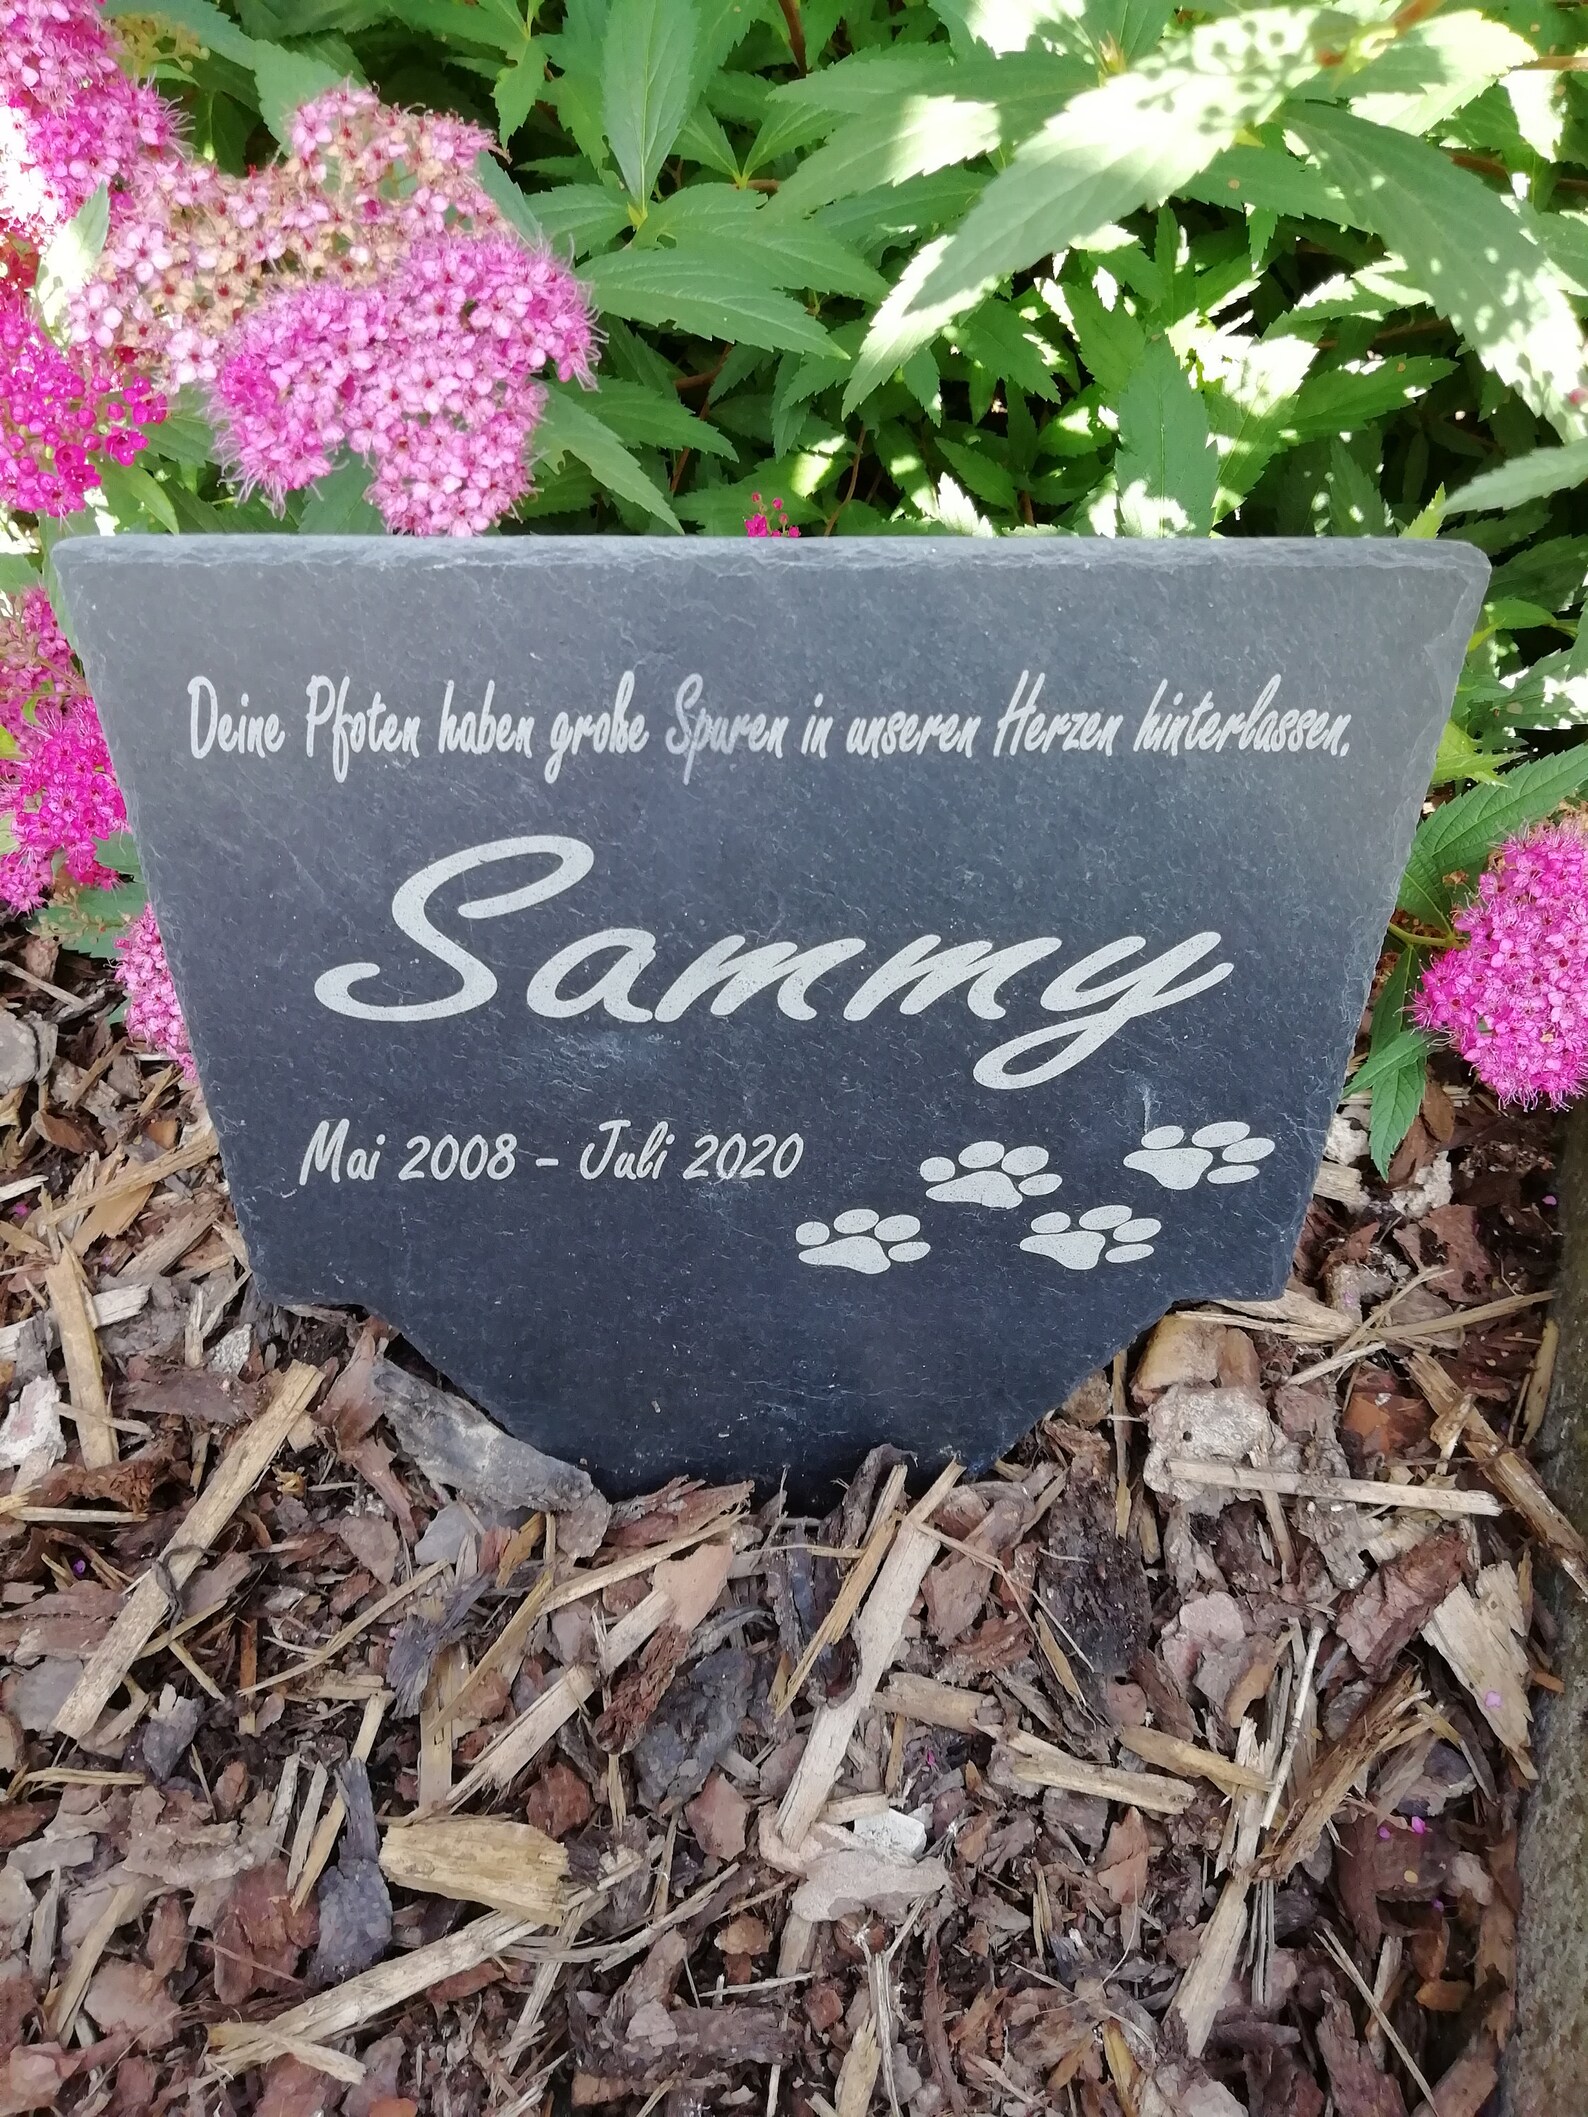 Deine Pfoten haben große Spuren in unseren Herzen hinterlassen.
Sammy
Mai 2008 - Juli 2020